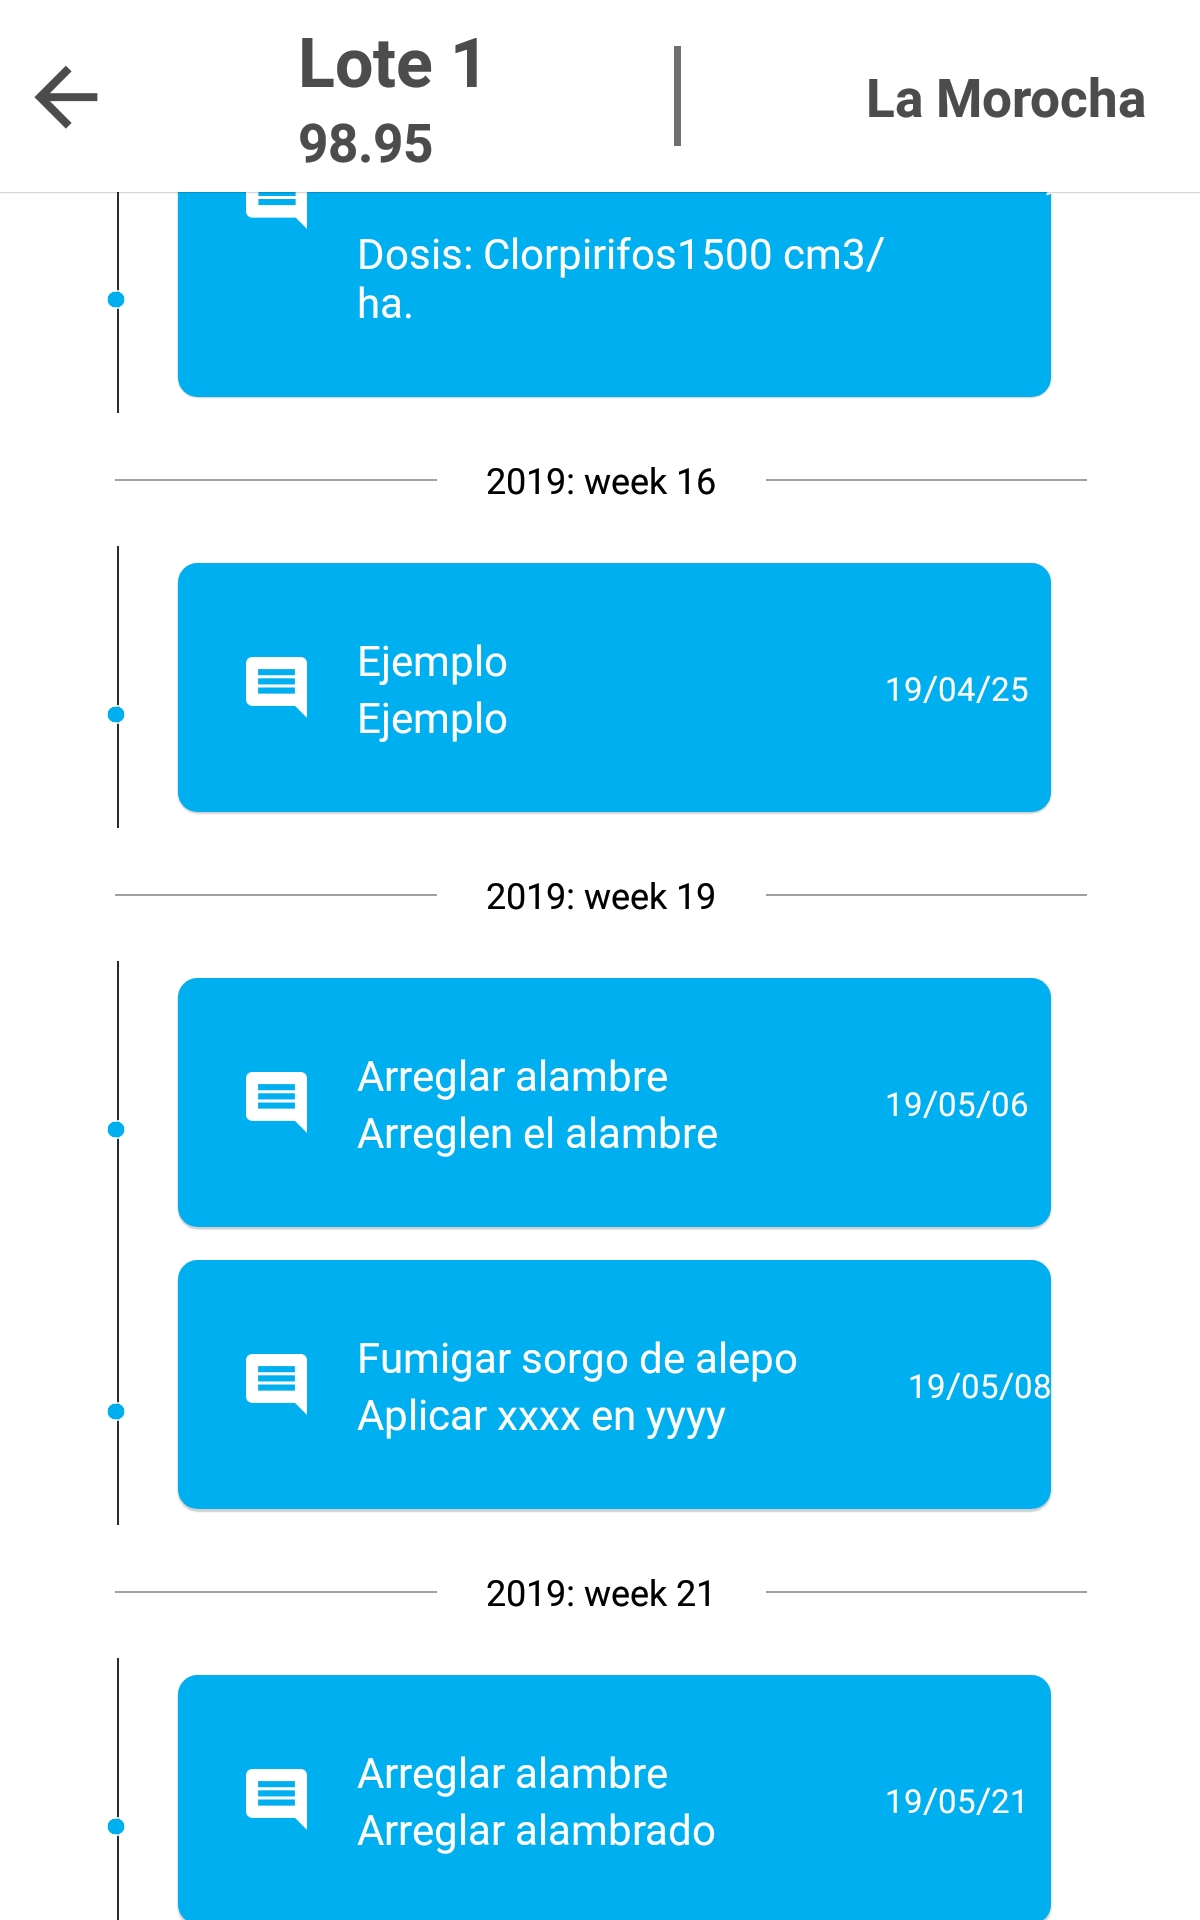 Lote 1
98.95
La Morocha
Dosis: Clorpirifos1500 cm3/
ha.
2019: week 16
Ejemplo
Ejemplo
19/04/25
2019: week 19
Arreglar alambre
Arreglen el alambre
19/05/06
Fumigar sorgo de alepo
Aplicar xxxx en yyyy
19/05/08
2019: week 21
Arreglar alambre
Arreglar alambrado
19/05/21